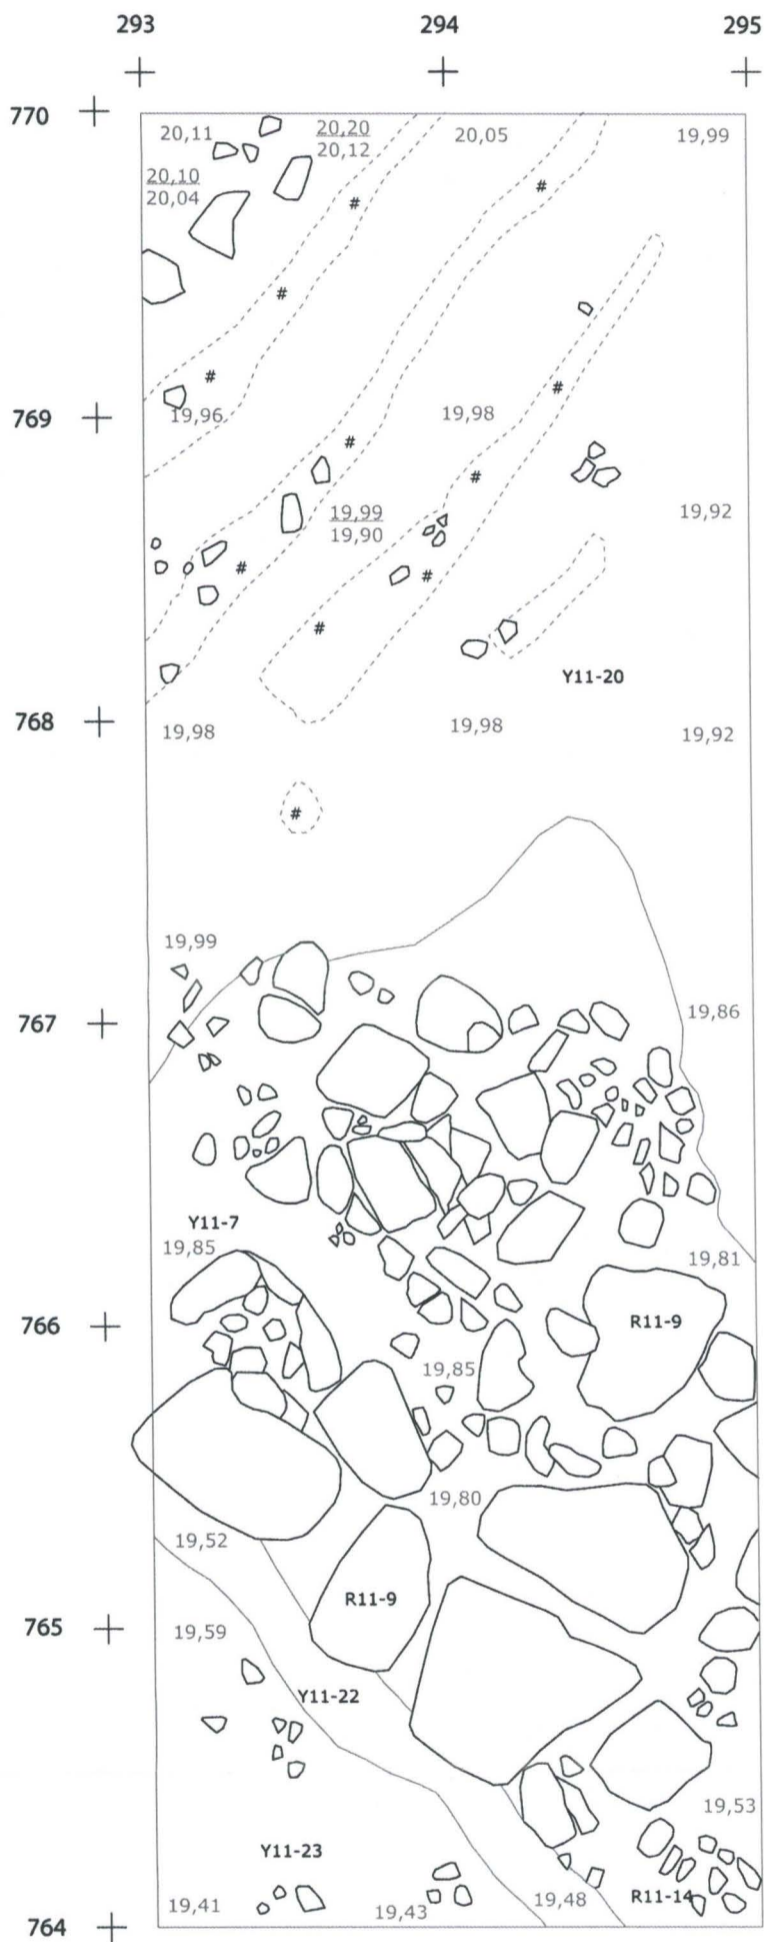 293 294 295
770
20,11 20,20 20,05 19,99
20,12
20,10
20,04
#
#
#
#
769
19,96 19,98
#
#
#
19,99 19,92
19,90
# #
#
Y11-20
768
19,98 19,98 19,92
#
19,99
767 19,86
Y11-7
19,85 19,81
766 R11-9
19,85
19,80
19,52
R11-9
765 19,59
Y11-22
19,53
Y11-23
R11-14
19,41 19,43 19,48
764